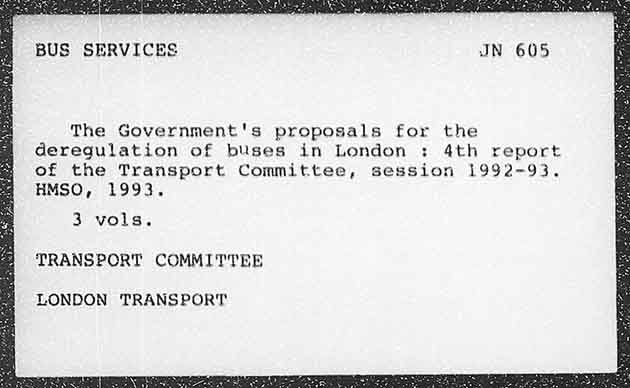 BUS SERVICES JN 605
The Government's proposals for the
deregulation of buses in London : 4th report
of the Transport Committee, session 1992-93.
HMSO, 1993.
3 vols.
TRANSPORT COMMITTEE
LONDON TRANSPORT